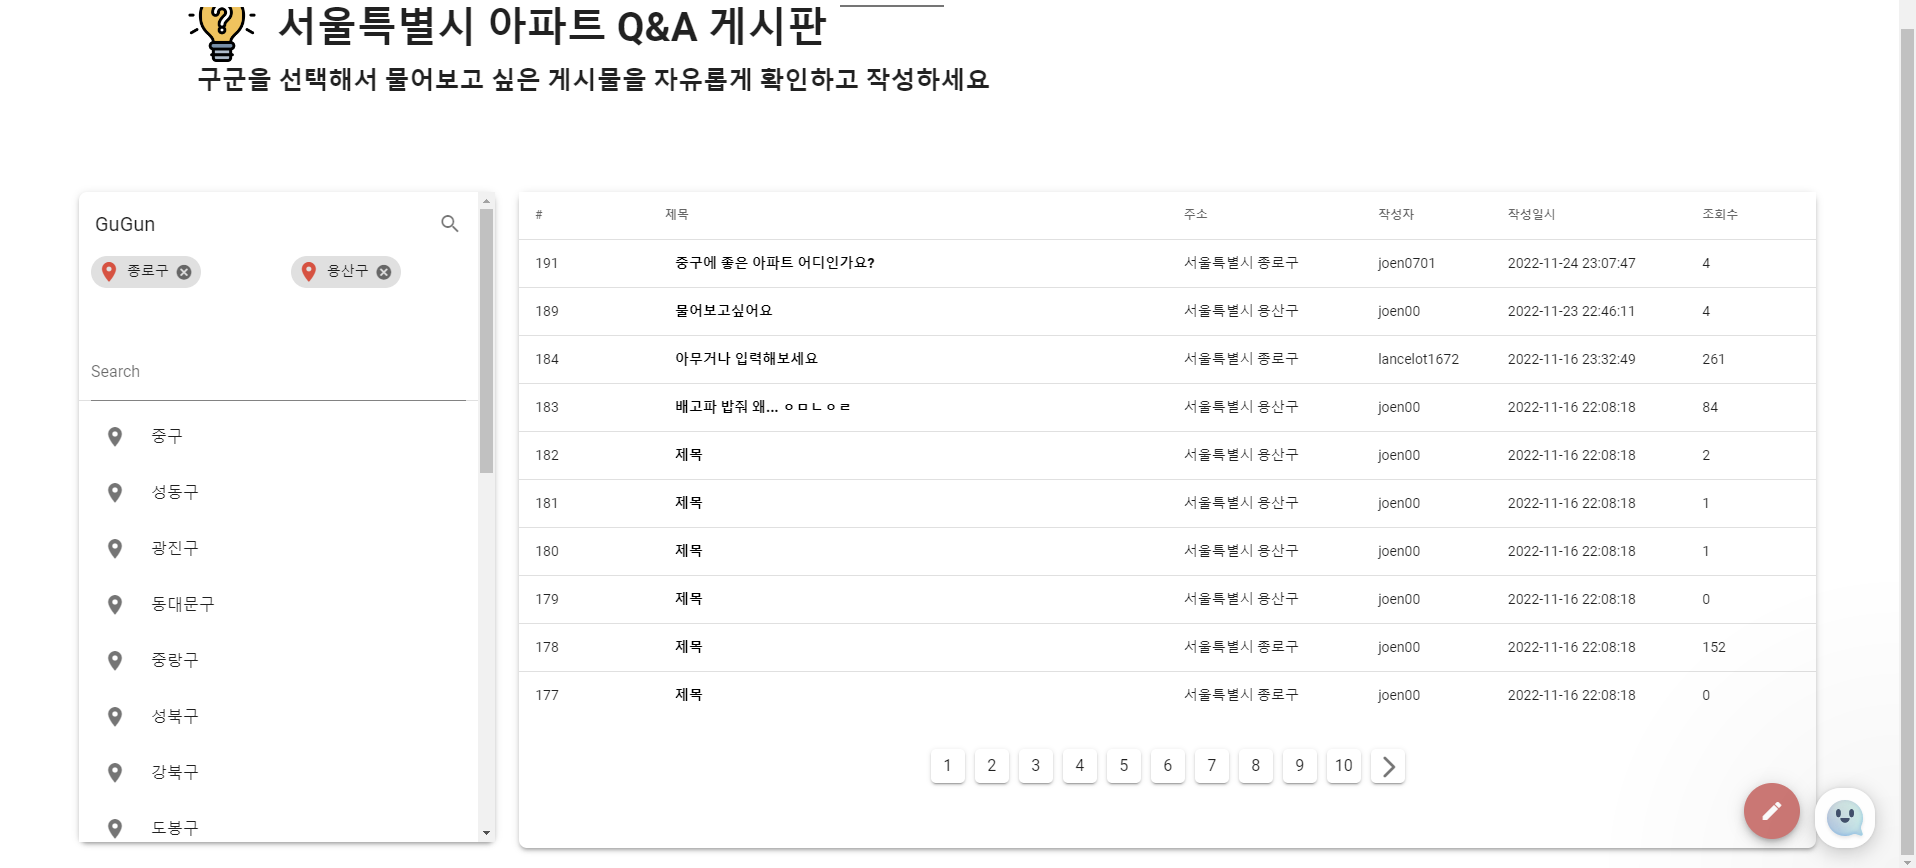 서울특별시 아파트 Q&A 게시판
구군을 선택해서 물어보고 싶은 게시물을 자유롭게 확인하고 작성하세요
GuGun
종로구 용산구
Search
중구
성동구
광진구
동대문구
중랑구
성북구
강북구
도봉구
# 제목 주소 작성자 작성일시 조회수
191 중구에 좋은 아파트 어디인가요? 서울특별시 종로구 joen0701 2022-11-24 23:07:47 4
189 물어보고싶어요 서울특별시 용산구 joen00 2022-11-23 22:46:11 4
184 아무거나 입력해보세요 서울특별시 종로구 lancelot1672 2022-11-16 23:32:49 261
183 배고파 밥줘 왜... ㅇㅁㄴㅇㄹ 서울특별시 용산구 joen00 2022-11-16 22:08:18 84
182 제목 서울특별시 용산구 joen00 2022-11-16 22:08:18 2
181 제목 서울특별시 용산구 joen00 2022-11-16 22:08:18 1
180 제목 서울특별시 용산구 joen00 2022-11-16 22:08:18 1
179 제목 서울특별시 용산구 joen00 2022-11-16 22:08:18 0
178 제목 서울특별시 종로구 joen00 2022-11-16 22:08:18 152
177 제목 서울특별시 종로구 joen00 2022-11-16 22:08:18 0
1 2 3 4 5 6 7 8 9 10